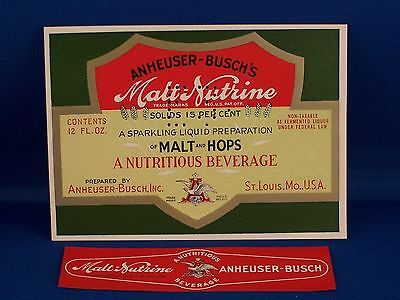 ANHEUSER-BUSCH'S
Malt-Nutrine
TRADE-MARKS REG. U.S. PAT. OFF.
SOLIDS 15 PER CENT
CONTENTS
12 FL. OZ.
NON-TAXABLE
AS FERMENTED LIQUOR
UNDER FEDERAL LAW
A SPARKLING LIQUID PREPARATION
OF MALT AND HOPS
A NUTRITIOUS BEVERAGE
PREPARED BY
ANHEUSER-BUSCH, INC.
ST. LOUIS, MO., U.S.A.
Malt-Nutrine
A NUTRITIOUS
BEVERAGE
ANHEUSER-BUSCH